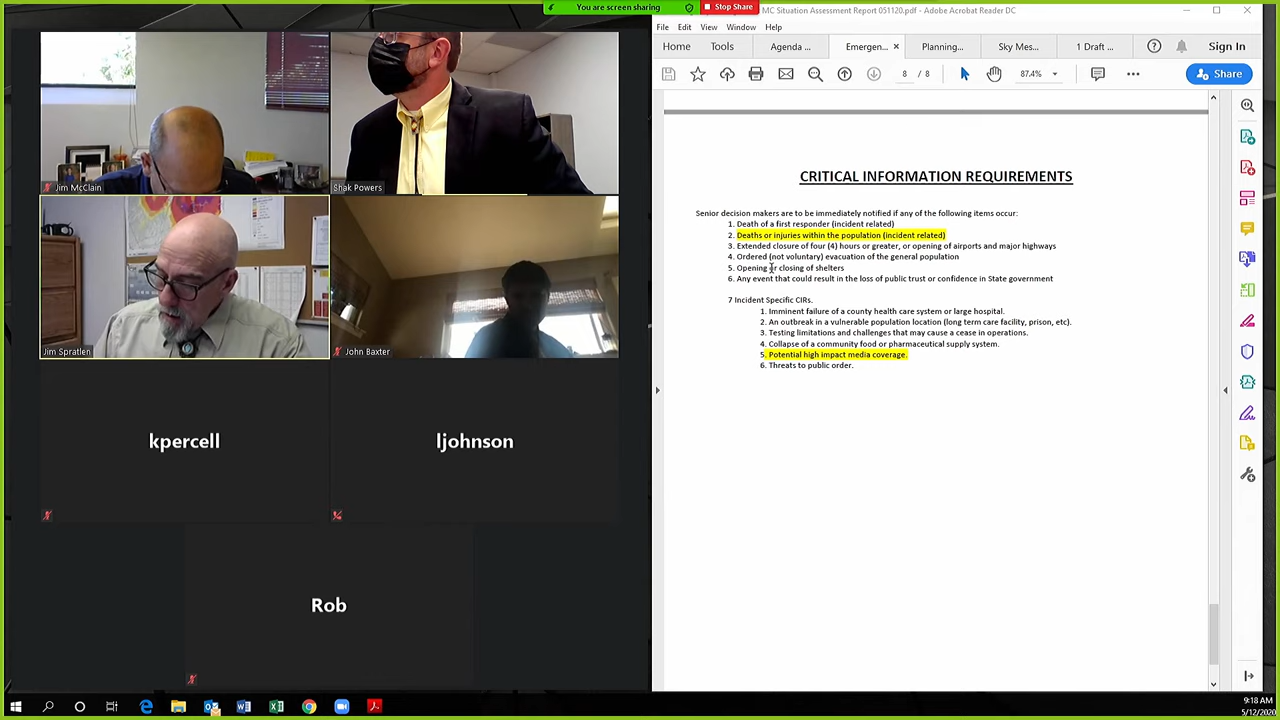 You are screen sharing
Stop Share
MC Situation Assessment Report 051120.pdf - Adobe Acrobat Reader DC
File Edit View Window Help
Home Tools Agenda ... Emergen... × Planning,... Sky Mes... 1 Draft ... Sign In
8 / 87.4% Share
Jim McClain
Shak Powers
Jim Spratlen
John Baxter
kpercell
ljohnson
Rob
CRITICAL INFORMATION REQUIREMENTS
Senior decision makers are to be immediately notified if any of the following items occur:
1. Death of a first responder (incident related)
2. Deaths or injuries within the population (incident related)
3. Extended closure of four (4) hours or greater, or opening of airports and major highways
4. Ordered (not voluntary) evacuation of the general population
5. Opening or closing of shelters
6. Any event that could result in the loss of public trust or confidence in State government
7 Incident Specific CIRs.
1. Imminent failure of a county health care system or large hospital.
2. An outbreak in a vulnerable population location (long term care facility, prison, etc).
3. Testing limitations and challenges that may cause a cease in operations.
4. Collapse of a community food or pharmaceutical supply system.
5. Potential high impact media coverage.
6. Threats to public order.
9:18 AM
5/12/2020